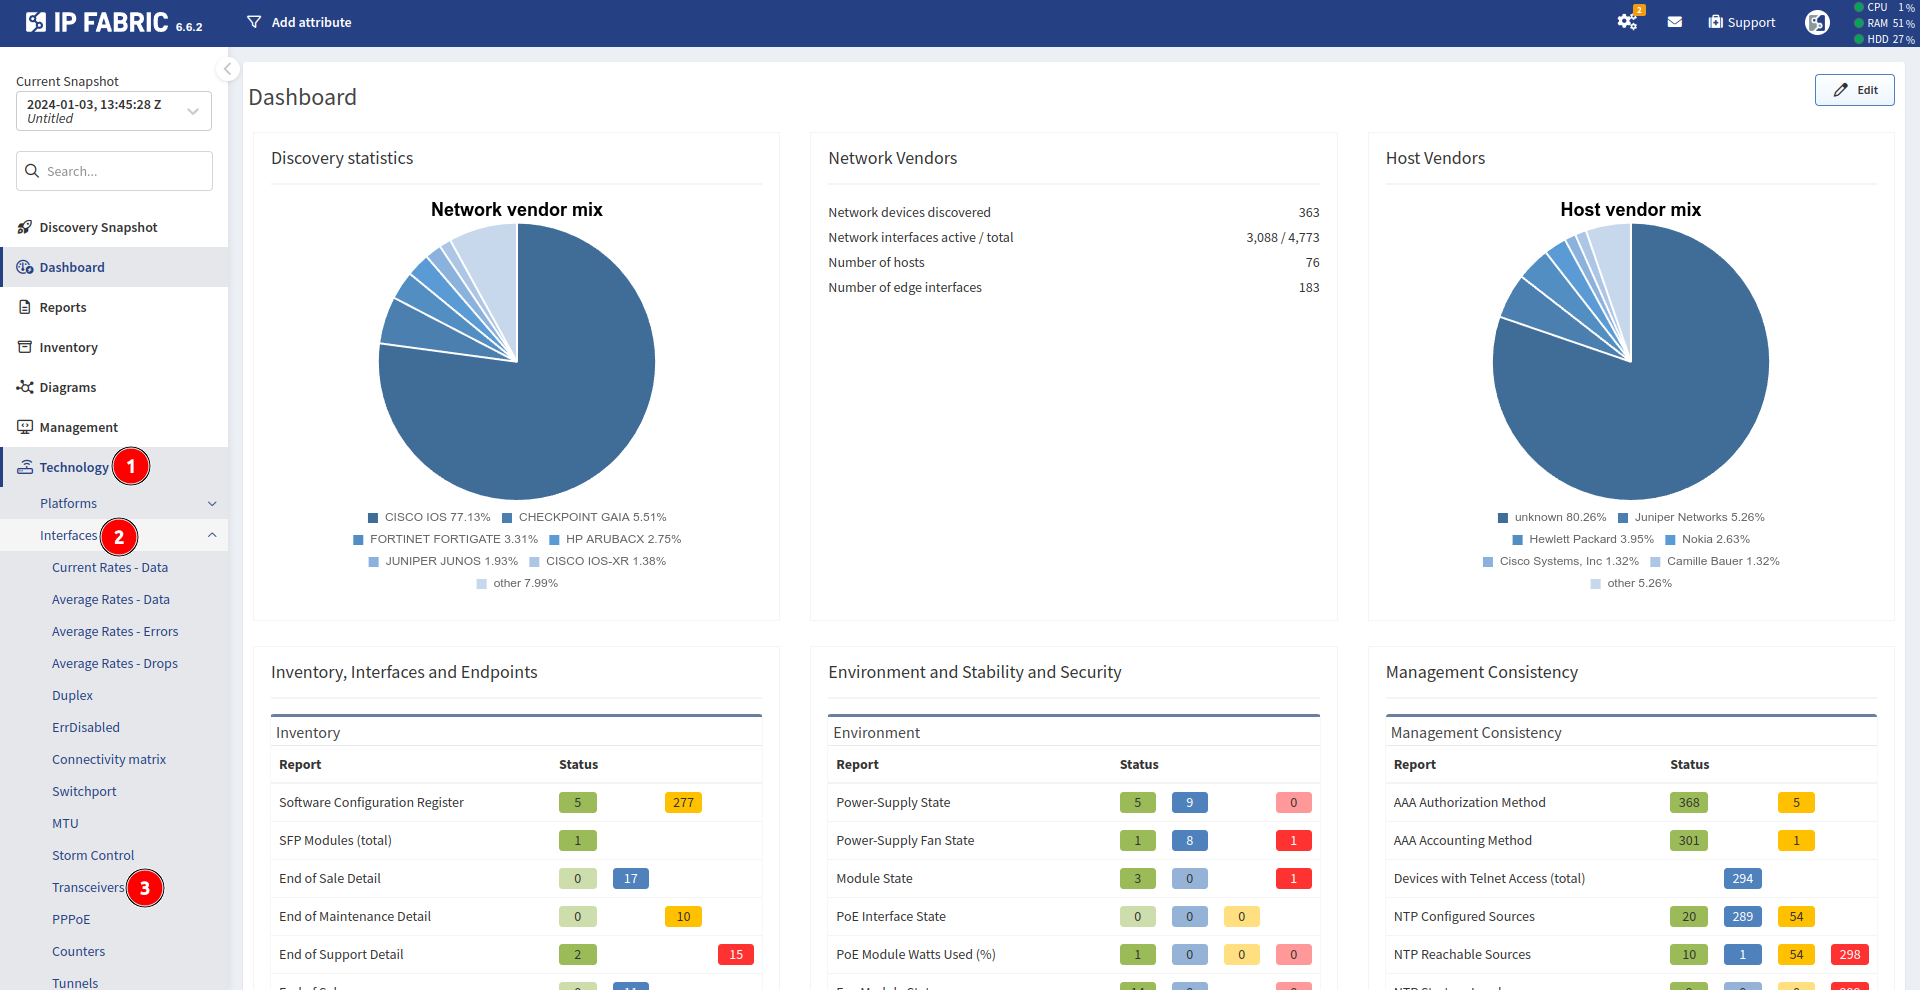 IP FABRIC 6.6.2
Add attribute
2
Support
CPU 1 %
RAM 51 %
HDD 27 %
Current Snapshot
2024-01-03, 13:45:28 Z
Untitled
Search...
Discovery Snapshot
Dashboard
Reports
Inventory
Diagrams
Management
Technology 1
Platforms
Interfaces 2
Current Rates - Data
Average Rates - Data
Average Rates - Errors
Average Rates - Drops
Duplex
ErrDisabled
Connectivity matrix
Switchport
MTU
Storm Control
Transceivers 3
PPPoE
Counters
Tunnels
Dashboard
Edit
Discovery statistics
Network vendor mix
CISCO IOS 77.13% CHECKPOINT GAIA 5.51%
FORTINET FORTIGATE 3.31% HP ARUBACX 2.75%
JUNIPER JUNOS 1.93% CISCO IOS-XR 1.38%
other 7.99%
Network Vendors
Network devices discovered 363
Network interfaces active / total 3,088 / 4,773
Number of hosts 76
Number of edge interfaces 183
Host Vendors
Host vendor mix
unknown 80.26% Juniper Networks 5.26%
Hewlett Packard 3.95% Nokia 2.63%
Cisco Systems, Inc 1.32% Camille Bauer 1.32%
other 5.26%
Inventory, Interfaces and Endpoints
Inventory
Report Status
Software Configuration Register 5 277
SFP Modules (total) 1
End of Sale Detail 0 17
End of Maintenance Detail 0 10
End of Support Detail 2 15
Environment and Stability and Security
Environment
Report Status
Power-Supply State 5 9 0
Power-Supply Fan State 1 8 1
Module State 3 0 1
PoE Interface State 0 0 0
PoE Module Watts Used (%) 1 0 0 0
Management Consistency
Management Consistency
Report Status
AAA Authorization Method 368 5
AAA Accounting Method 301 1
Devices with Telnet Access (total) 294
NTP Configured Sources 20 289 54
NTP Reachable Sources 10 1 54 298